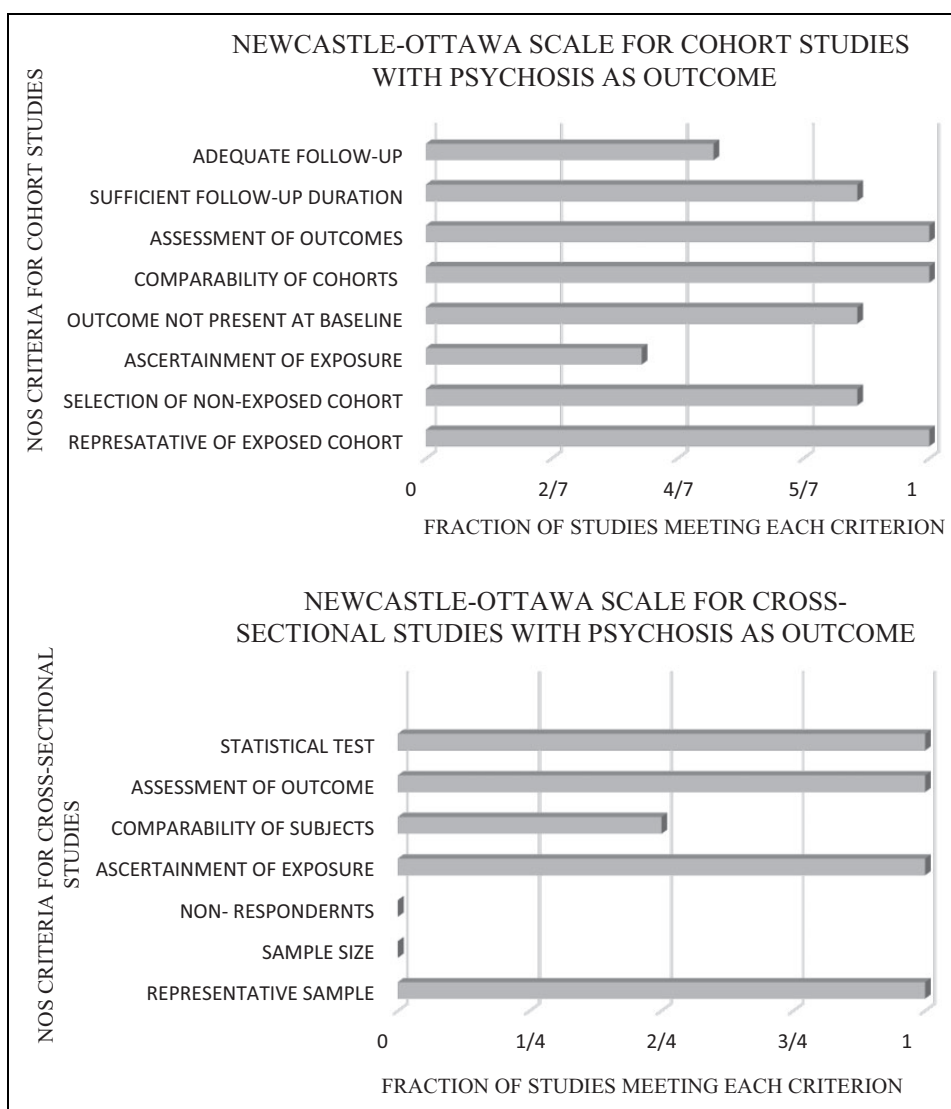 NEWCASTLE-OTTAWA SCALE FOR COHORT STUDIES
WITH PSYCHOSIS AS OUTCOME
NOS CRITERIA FOR COHORT STUDIES
ADEQUATE FOLLOW-UP
SUFFICIENT FOLLOW-UP DURATION
ASSESSMENT OF OUTCOMES
COMPARABILITY OF COHORTS
OUTCOME NOT PRESENT AT BASELINE
ASCERTAINMENT OF EXPOSURE
SELECTION OF NON-EXPOSED COHORT
REPRESATATIVE OF EXPOSED COHORT
0 2/7 4/7 5/7 1
FRACTION OF STUDIES MEETING EACH CRITERION
NEWCASTLE-OTTAWA SCALE FOR CROSS-
SECTIONAL STUDIES WITH PSYCHOSIS AS OUTCOME
NOS CRITERIA FOR CROSS-SECTIONAL
STUDIES
STATISTICAL TEST
ASSESSMENT OF OUTCOME
COMPARABILITY OF SUBJECTS
ASCERTAINMENT OF EXPOSURE
NON- RESPONDERNTS
SAMPLE SIZE
REPRESENTATIVE SAMPLE
0 1/4 2/4 3/4 1
FRACTION OF STUDIES MEETING EACH CRITERION